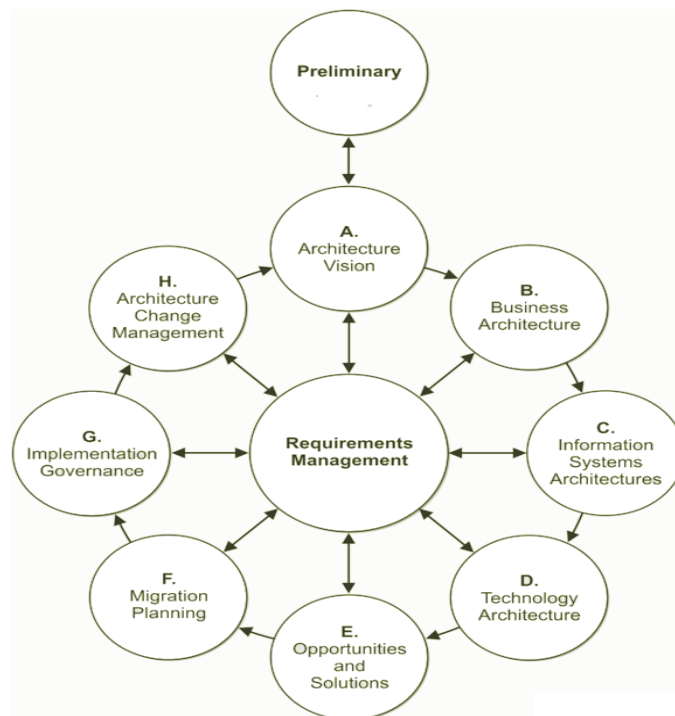 Preliminary
A.
Architecture
Vision
H.
Architecture
Change
Management
B.
Business
Architecture
G.
Implementation
Governance
Requirements
Management
C.
Information
Systems
Architectures
F.
Migration
Planning
D.
Technology
Architecture
E.
Opportunities
and
Solutions